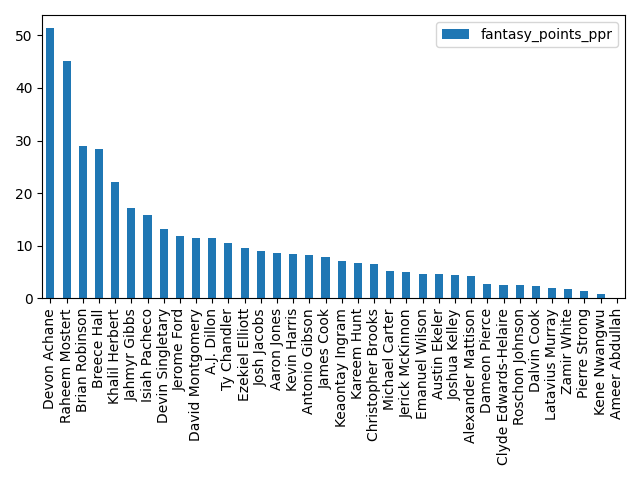 fantasy_points_ppr
50
40
30
20
10
0
Devon Achane
Raheem Mostert
Brian Robinson
Breece Hall
Khalil Herbert
Jahmyr Gibbs
Isiah Pacheco
Devin Singletary
Jerome Ford
David Montgomery
A.J. Dillon
Ty Chandler
Ezekiel Elliott
Josh Jacobs
Aaron Jones
Kevin Harris
Antonio Gibson
James Cook
Keaontay Ingram
Kareem Hunt
Christopher Brooks
Michael Carter
Jerick McKinnon
Emanuel Wilson
Austin Ekeler
Joshua Kelley
Alexander Mattison
Dameon Pierce
Clyde Edwards-Helaire
Roschon Johnson
Dalvin Cook
Latavius Murray
Zamir White
Pierre Strong
Kene Nwangwu
Ameer Abdullah